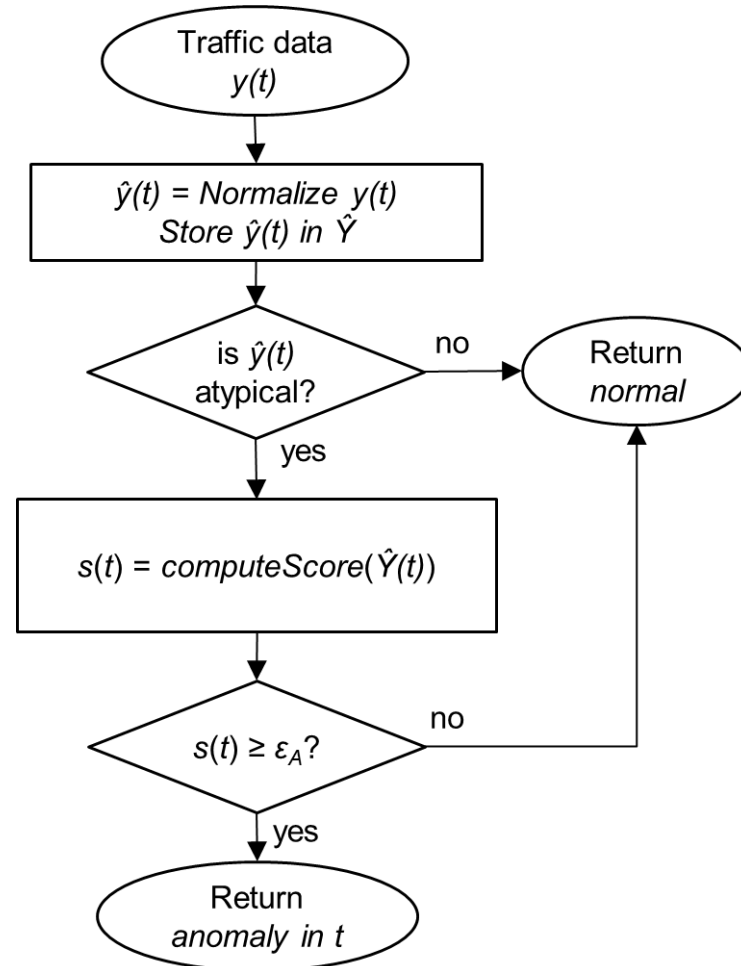 Traffic data
y(t)
ŷ(t) = Normalize y(t)
Store ŷ(t) in Ŷ
is ŷ(t)
atypical?
no
Return
normal
yes
s(t) = computeScore(Ŷ(t))
s(t) ≥ ε_A?
no
yes
Return
anomaly in t